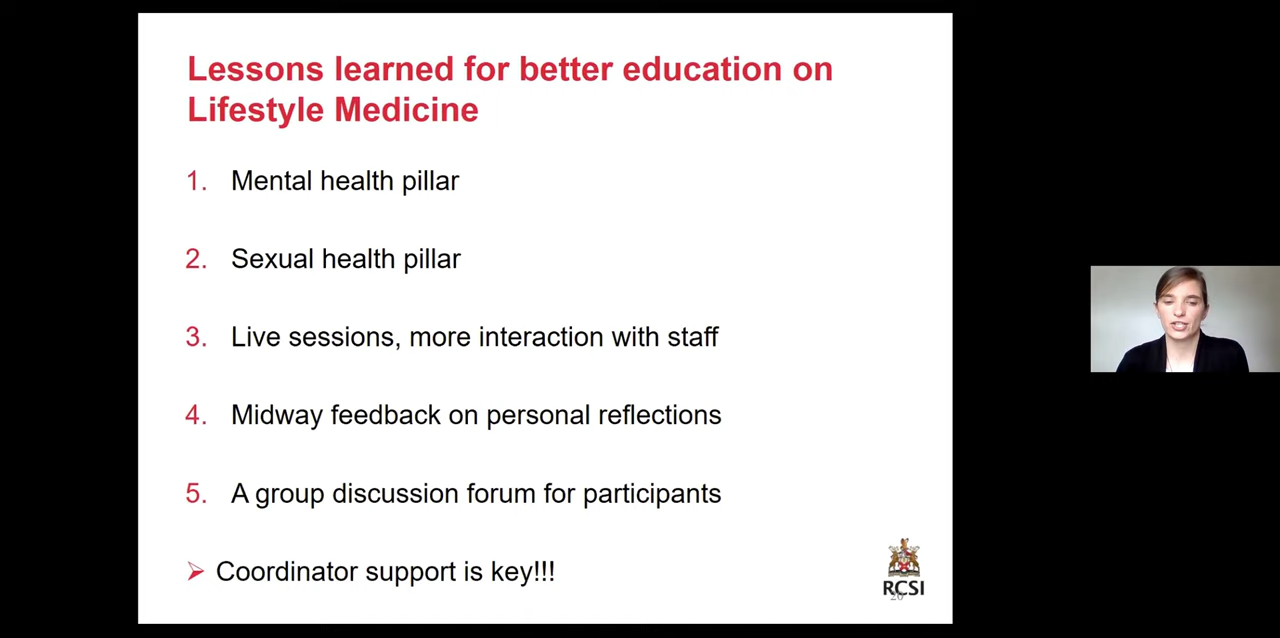 Lessons learned for better education on
Lifestyle Medicine
1. Mental health pillar
2. Sexual health pillar
3. Live sessions, more interaction with staff
4. Midway feedback on personal reflections
5. A group discussion forum for participants
➢ Coordinator support is key!!!
RCSI
20